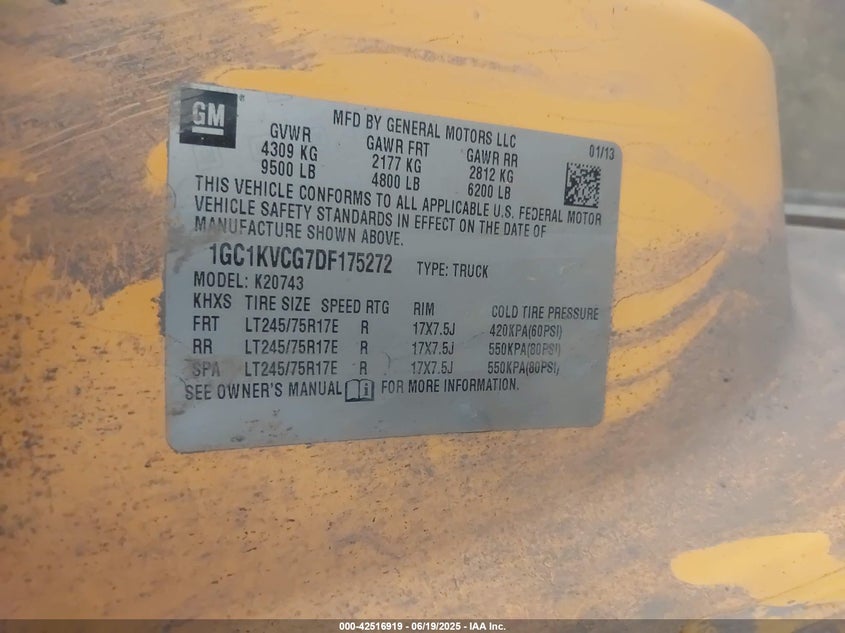 GM
MFD BY GENERAL MOTORS LLC
01/13
GVWR GAWR FRT GAWR RR
4309 KG 2177 KG 2812 KG
9500 LB 4800 LB 6200 LB
THIS VEHICLE CONFORMS TO ALL APPLICABLE U.S. FEDERAL MOTOR
VEHICLE SAFETY STANDARDS IN EFFECT ON THE DATE OF
MANUFACTURE SHOWN ABOVE.
1GC1KVCG7DF175272 TYPE: TRUCK
MODEL: K20743
KHXS TIRE SIZE SPEED RTG RIM COLD TIRE PRESSURE
FRT LT245/75R17E R 17X7.5J 420KPA(60PSI)
RR LT245/75R17E R 17X7.5J 550KPA(80PSI)
SPA LT245/75R17E R 17X7.5J 550KPA(80PSI)
SEE OWNER'S MANUAL i FOR MORE INFORMATION.
000-42516919 - 06/19/2025 - IAA Inc.